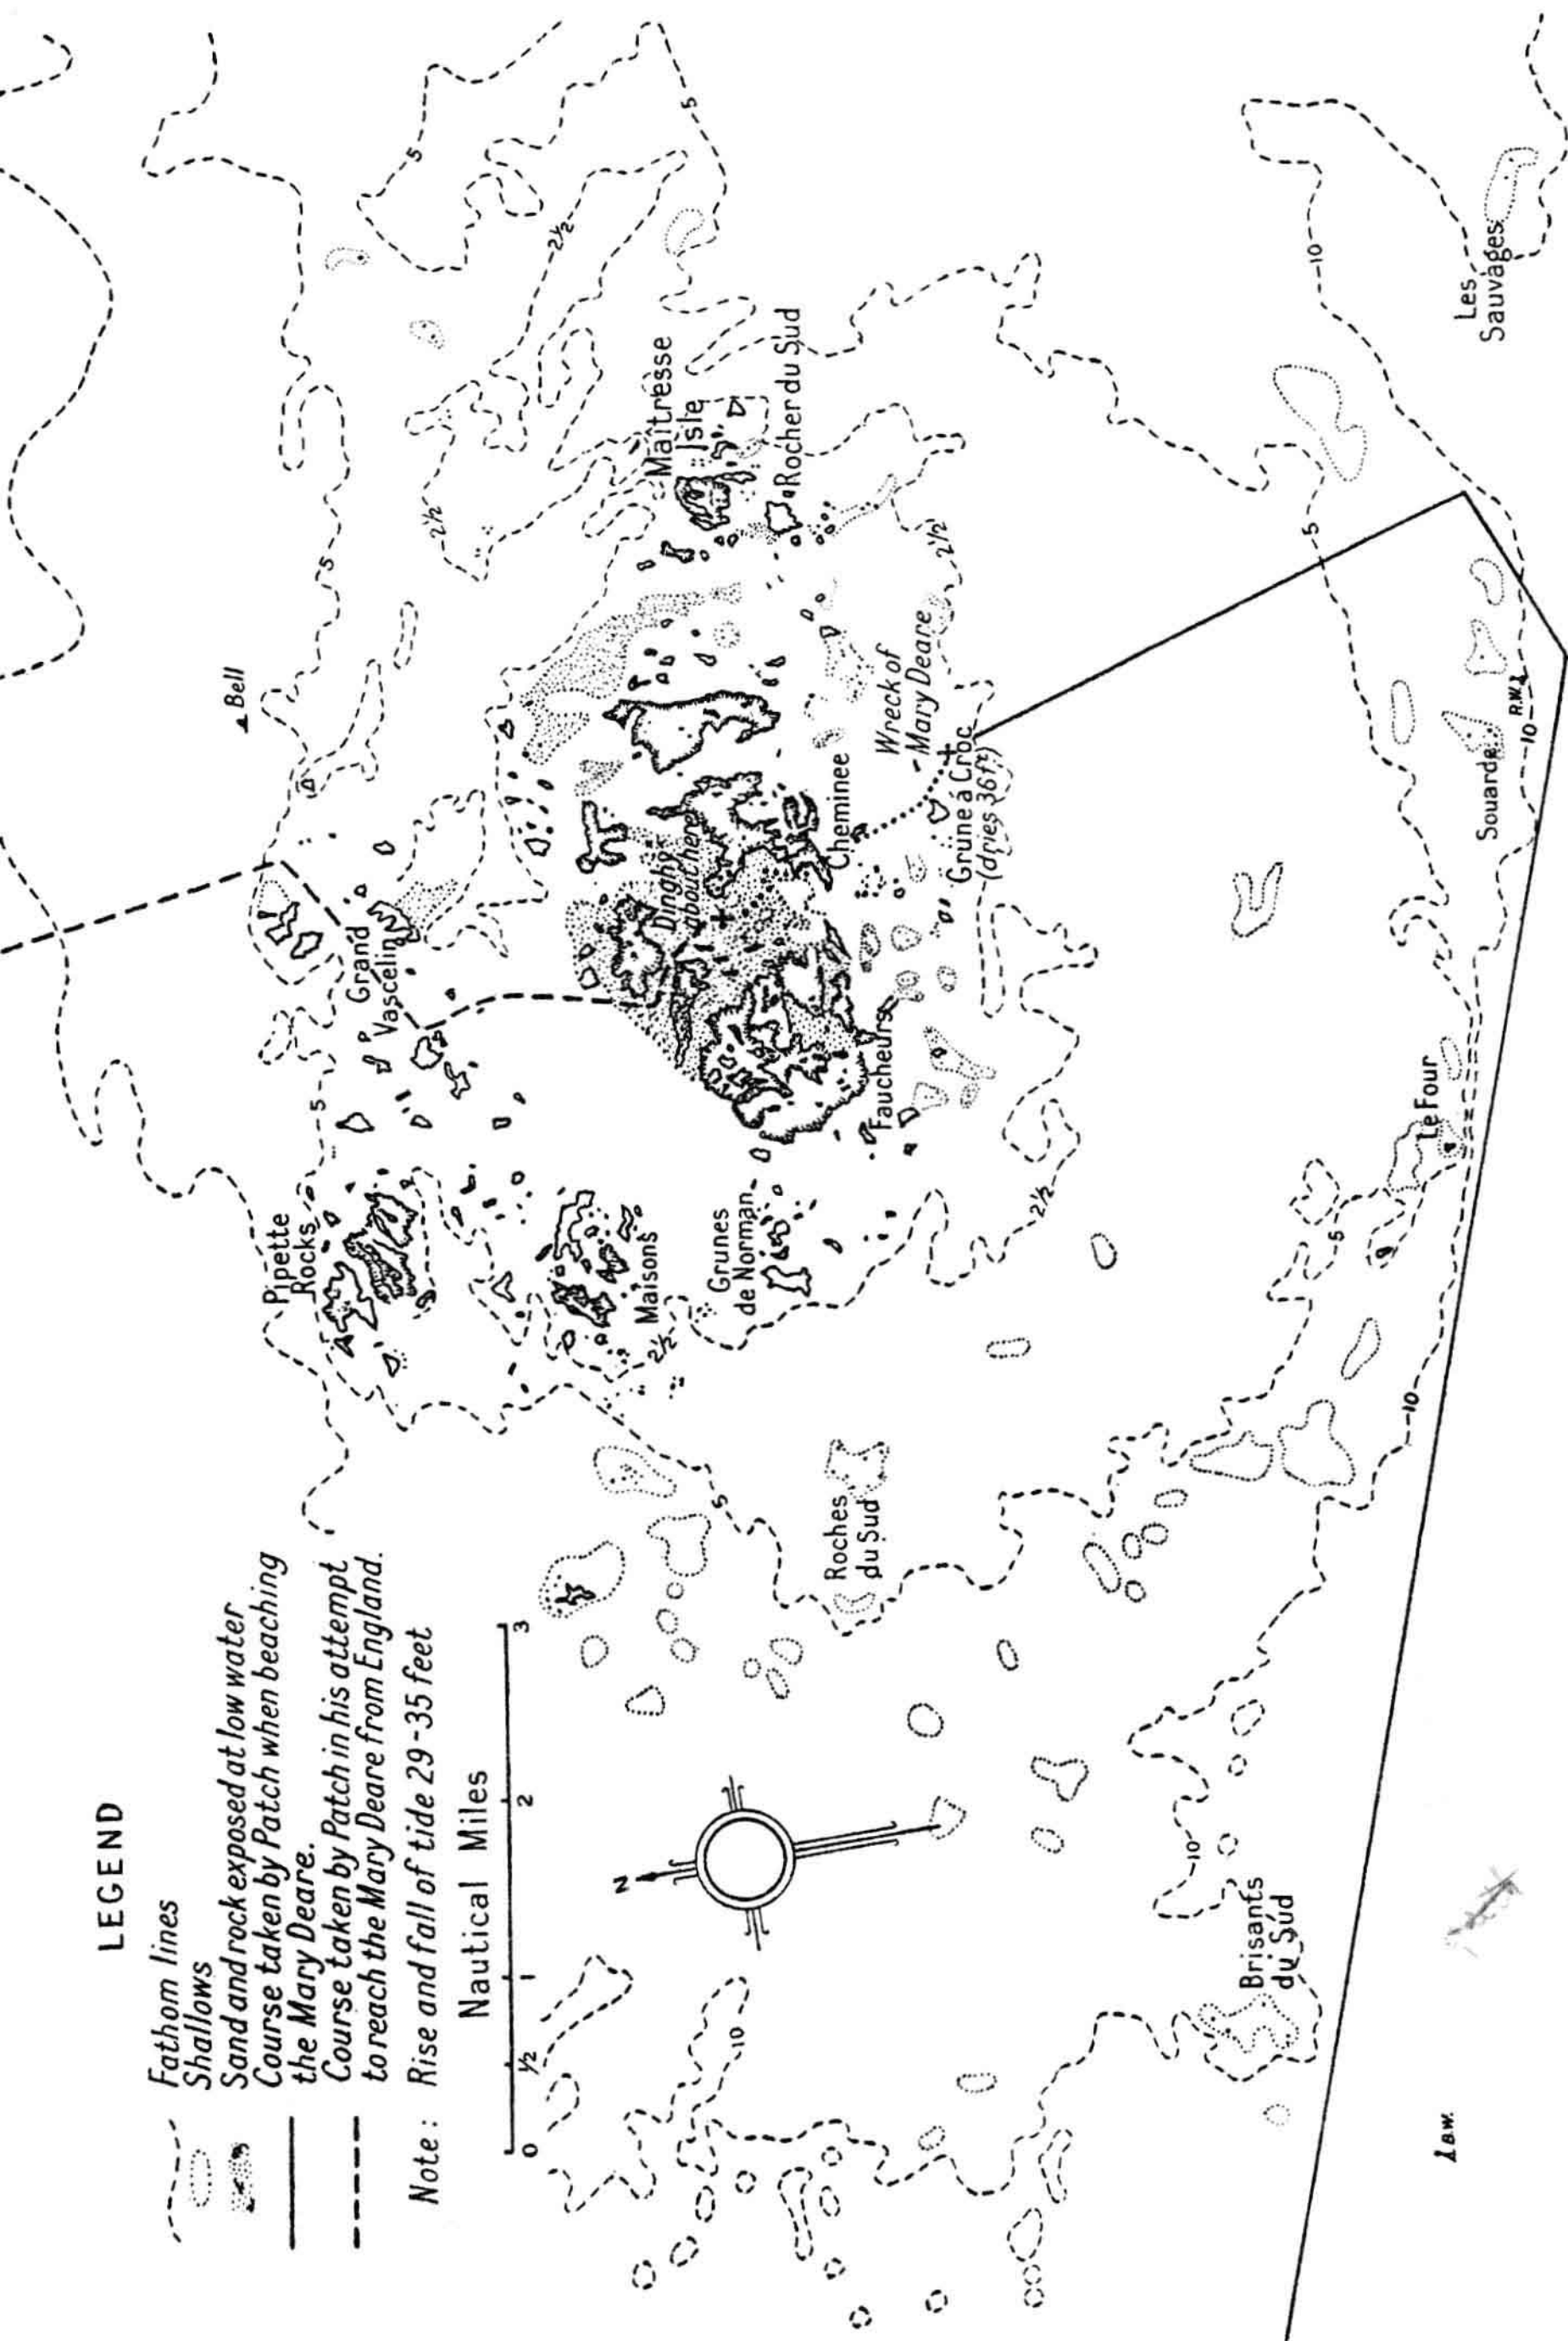 LEGEND
Fathom lines
Shallows
Sand and rock exposed at low water
Course taken by Patch when beaching
the Mary Deare.
Course taken by Patch in his attempt
to reach the Mary Deare from England.
Note: Rise and fall of tide 29-35 feet
Nautical Miles
0 ½ 1 2 3
N
10
10
Brisants
du Sud
B.W.
Roches
du Sud
5
10
Pipette
Rocks
Maisons
2½
Grunes
de Norman
2½
5
Le Four
5
Grand
Vascelin
Faucheurs
Dinghy
about here
Cheminee
Grune á Croc
(dries 36ft)
Wreck of
Mary Deare
Souarde
R.W.
10
Bell
5
2½
Maîtresse
Isle
Rocher du Sud
2½
5
2½
5
5
10
Les
Sauvages